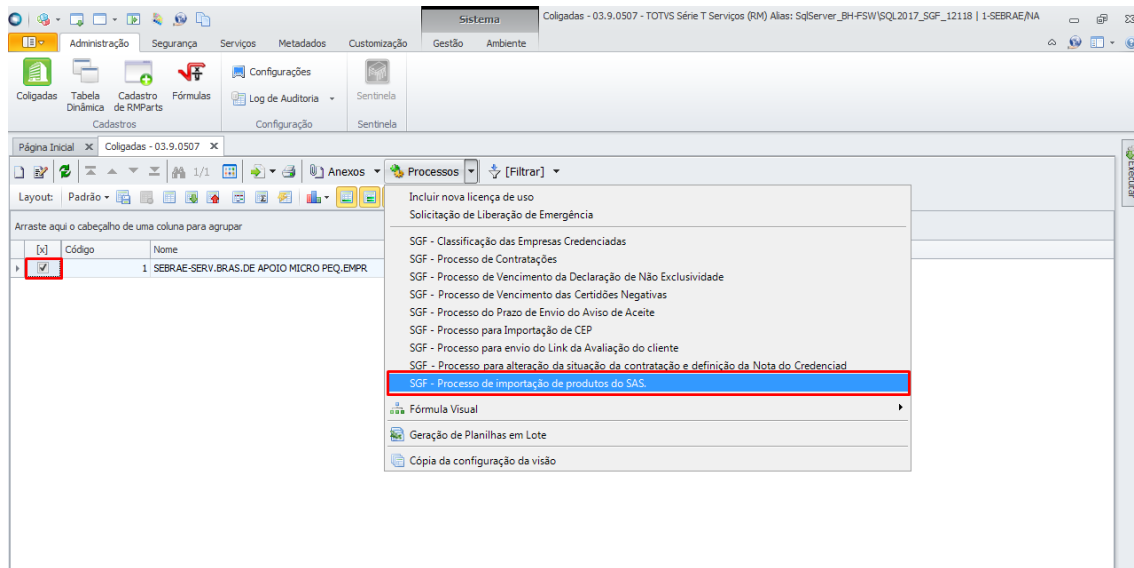 Sistema
Coligadas - 03.9.0507 - TOTVS Série T Serviços (RM) Alias: SqlServer_BH-FSW\SQL2017_SGF_12118 | 1-SEBRAE/NA
Administração Segurança Serviços Metadados Customização Gestão Ambiente
Coligadas
Tabela Dinâmica
Cadastro de RMParts
Fórmulas
Configurações
Log de Auditoria
Sentinela
Cadastros Configuração Sentinela
Página Inicial Coligadas - 03.9.0507
1/1 Anexos Processos [Filtrar]
Executar
Layout: Padrão
Arraste aqui o cabeçalho de uma coluna para agrupar
[x] Código Nome
1 SEBRAE-SERV.BRAS.DE APOIO MICRO PEQ.EMPR
Incluir nova licença de uso
Solicitação de Liberação de Emergência
SGF - Classificação das Empresas Credenciadas
SGF - Processo de Contratações
SGF - Processo de Vencimento da Declaração de Não Exclusividade
SGF - Processo de Vencimento das Certidões Negativas
SGF - Processo do Prazo de Envio do Aviso de Aceite
SGF - Processo para Importação de CEP
SGF - Processo para envio do Link da Avaliação do cliente
SGF - Processo para alteração da situação da contratação e definição da Nota do Credenciad
SGF - Processo de importação de produtos do SAS.
Fórmula Visual
Geração de Planilhas em Lote
Cópia da configuração da visão